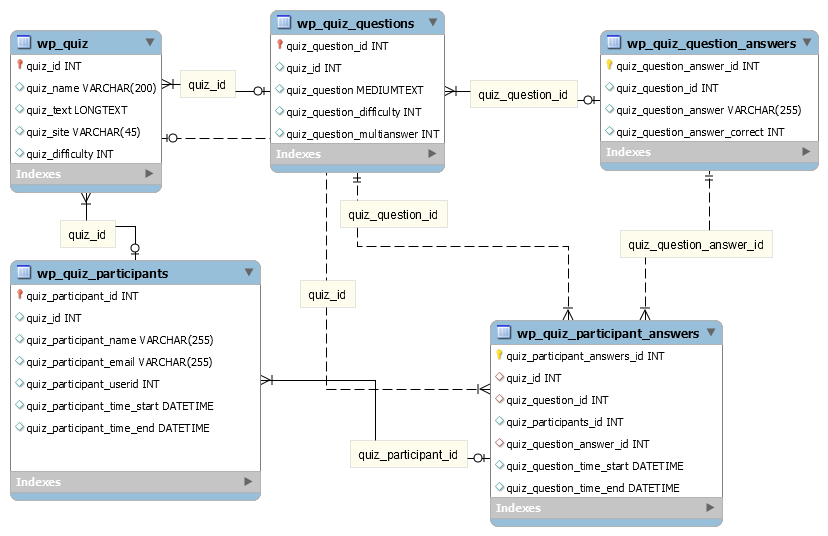 wp_quiz
quiz_id INT
quiz_name VARCHAR(200)
quiz_text LONGTEXT
quiz_site VARCHAR(45)
quiz_difficulty INT
Indexes
quiz_id
wp_quiz_questions
quiz_question_id INT
quiz_id INT
quiz_question MEDIUMTEXT
quiz_question_difficulty INT
quiz_question_multianswer INT
Indexes
quiz_question_id
wp_quiz_question_answers
quiz_question_answer_id INT
quiz_question_id INT
quiz_question_answer VARCHAR(255)
quiz_question_answer_correct INT
Indexes
quiz_id
quiz_question_id
quiz_question_answer_id
quiz_id
wp_quiz_participants
quiz_participant_id INT
quiz_id INT
quiz_participant_name VARCHAR(255)
quiz_participant_email VARCHAR(255)
quiz_participant_userid INT
quiz_participant_time_start DATETIME
quiz_participant_time_end DATETIME
Indexes
quiz_participant_id
wp_quiz_participant_answers
quiz_participant_answers_id INT
quiz_id INT
quiz_question_id INT
quiz_participants_id INT
quiz_question_answer_id INT
quiz_question_time_start DATETIME
quiz_question_time_end DATETIME
Indexes